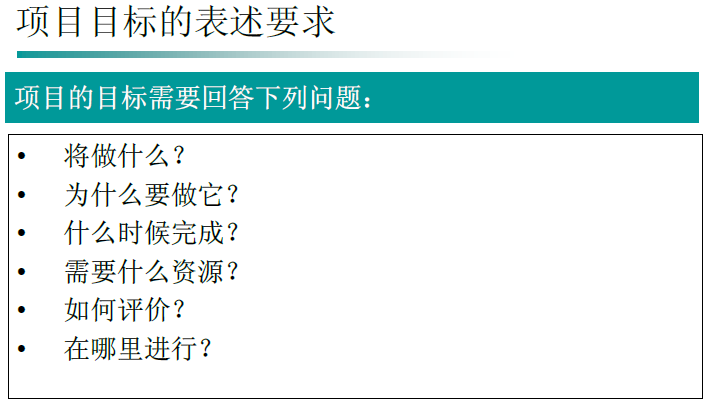 项目目标的表述要求
项目的目标需要回答下列问题：
• 将做什么？
• 为什么要做它？
• 什么时候完成？
• 需要什么资源？
• 如何评价？
• 在哪里进行？